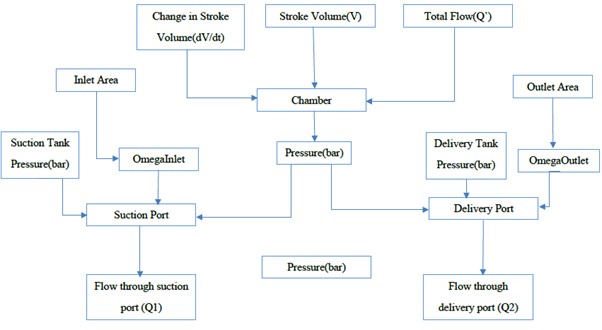 Change in Stroke
Volume(dV/dt)
Stroke Volume(V)
Total Flow(Q’)
Inlet Area
Chamber
Outlet Area
Suction Tank
Pressure(bar)
OmegaInlet
Pressure(bar)
Delivery Tank
Pressure(bar)
OmegaOutlet
Suction Port
Delivery Port
Pressure(bar)
Flow through suction
port (Q1)
Flow through
delivery port (Q2)